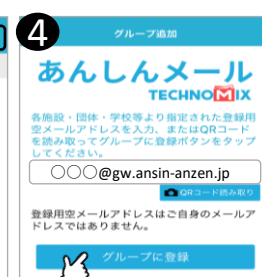 4
グループ追加
あんしんメール
TECHNOMIX
各施設・団体・学校等より指定された登録用
空メールアドレスを入力、またはQRコード
を読み取ってグループに登録ボタンをタップ
してください。
○○○@gw.ansin-anzen.jp
QRコード読み取り
登録用空メールアドレスはご自身のメールア
ドレスではありません。
グループに登録